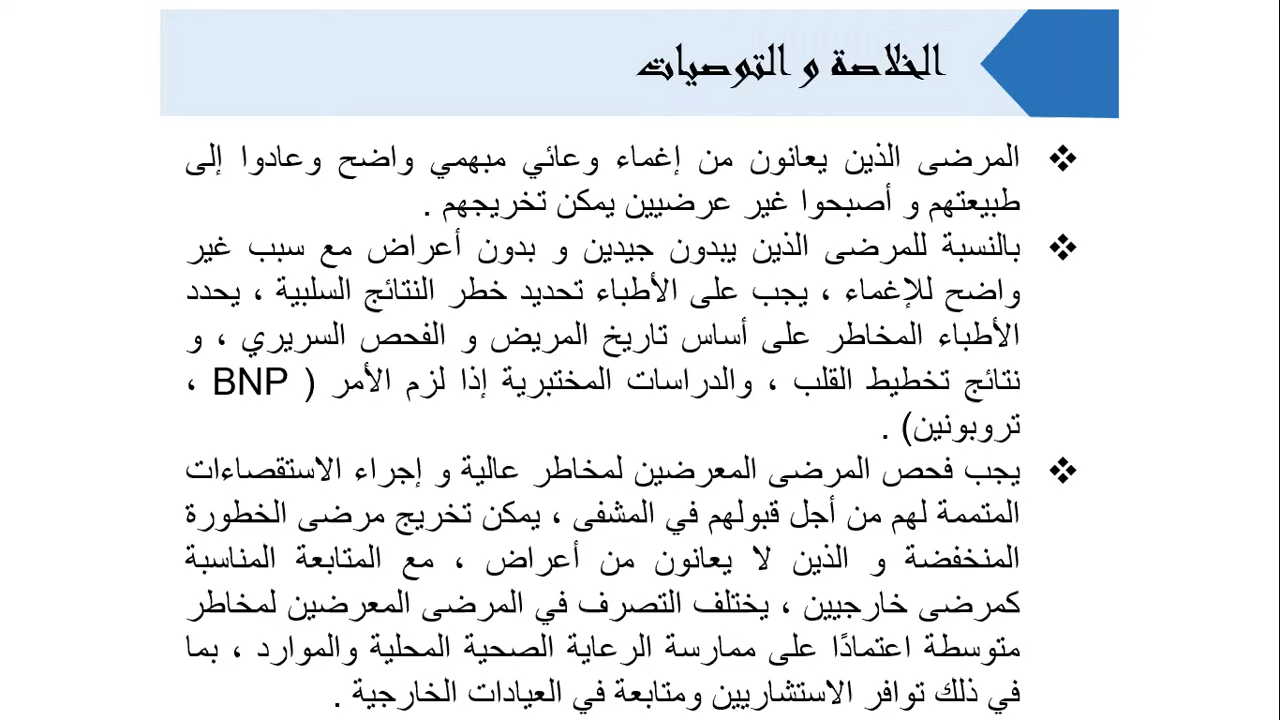 الخلاصة و التوصيات
❖ المرضى الذين يعانون من إغماء وعائي مبهمي واضح وعادوا إلى
طبيعتهم و أصبحوا غير عرضيين يمكن تخريجهم .
❖ بالنسبة للمرضى الذين يبدون جيدين و بدون أعراض مع سبب غير
واضح للإغماء ، يجب على الأطباء تحديد خطر النتائج السلبية ، يحدد
الأطباء المخاطر على أساس تاريخ المريض و الفحص السريري ، و
نتائج تخطيط القلب ، والدراسات المختبرية إذا لزم الأمر ( BNP ،
تروبونين) .
❖ يجب فحص المرضى المعرضين لمخاطر عالية و إجراء الاستقصاءات
المتممة لهم من أجل قبولهم في المشفى ، يمكن تخريج مرضى الخطورة
المنخفضة و الذين لا يعانون من أعراض ، مع المتابعة المناسبة
كمرضى خارجيين ، يختلف التصرف في المرضى المعرضين لمخاطر
متوسطة اعتمادًا على ممارسة الرعاية الصحية المحلية والموارد ، بما
في ذلك توافر الاستشاريين ومتابعة في العيادات الخارجية .